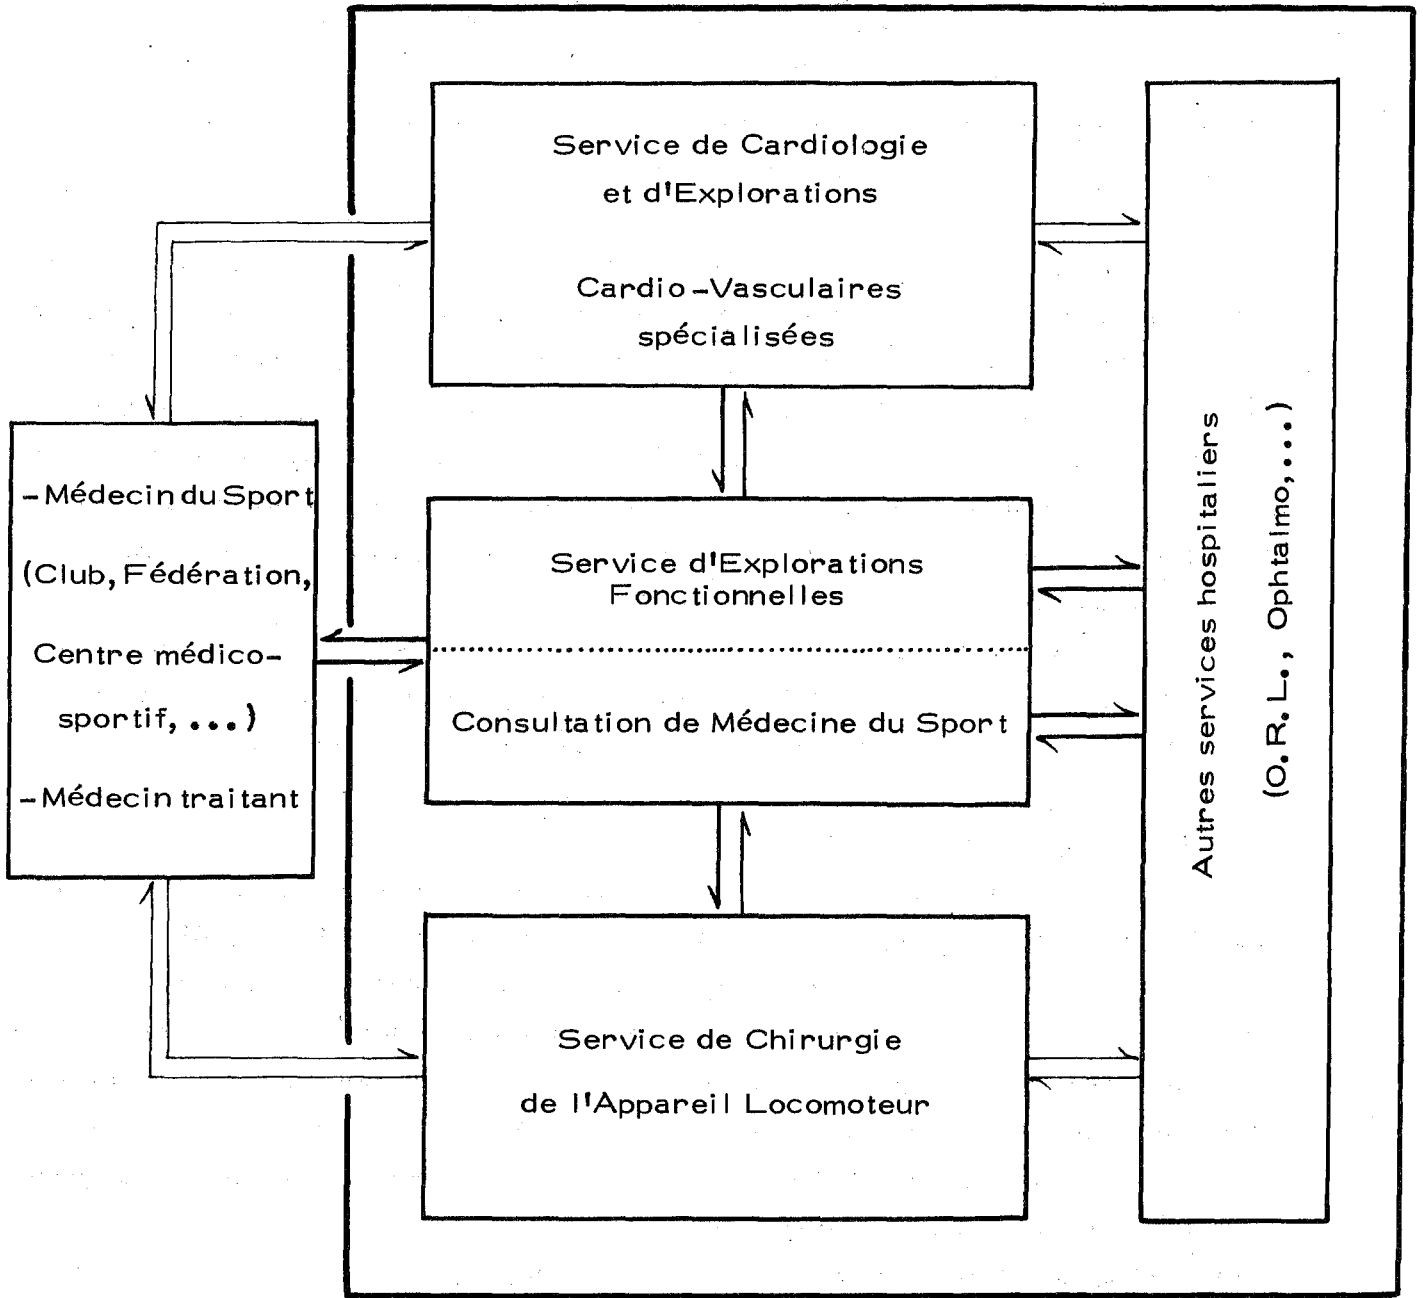 Service de Cardiologie
et d'Explorations
Cardio-Vasculaires
spécialisées
-Médecin du Sport
(Club, Fédération,
Centre médico-
sportif, ...)
-Médecin traitant
Service d'Explorations
Fonctionnelles
Consultation de Médecine du Sport
Service de Chirurgie
de l'Appareil Locomoteur
Autres services hospitaliers
(O.R.L., Ophtalmo,...)